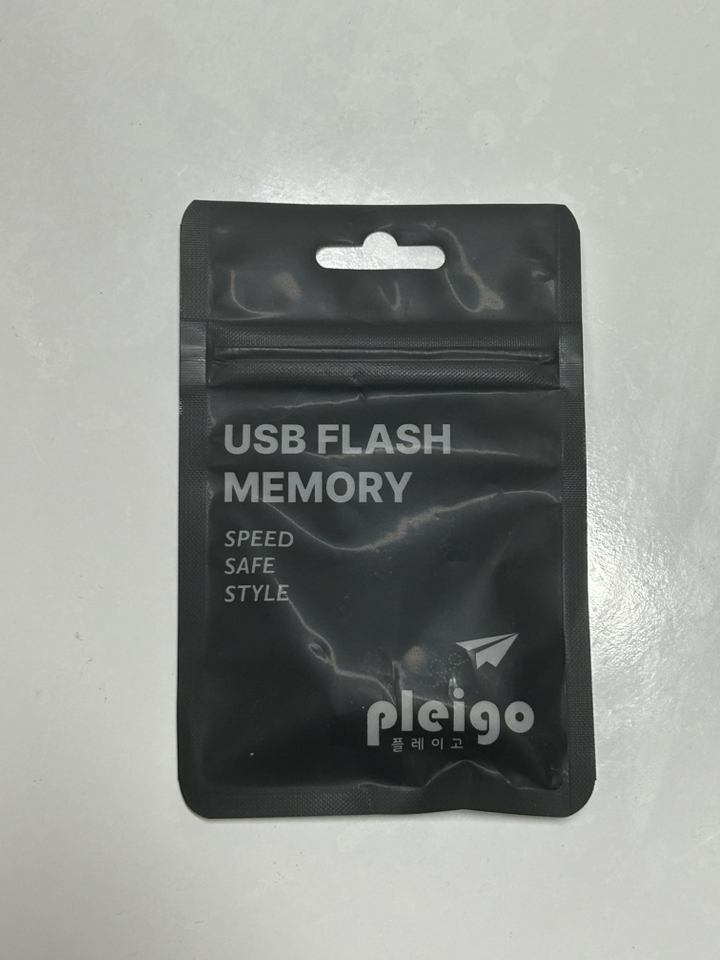 USB FLASH
MEMORY
SPEED
SAFE
STYLE
pleigo
플레이고